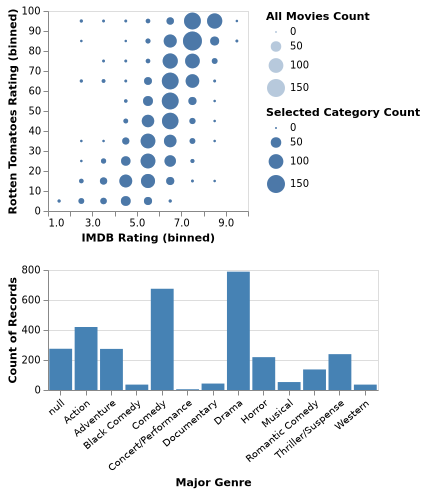 Rotten Tomatoes Rating (binned)
100
90
80
70
60
50
40
30
20
10
0
1.0 3.0 5.0 7.0 9.0
IMDB Rating (binned)
All Movies Count
0
50
100
150
Selected Category Count
0
50
100
150
Count of Records
800
600
400
200
0
null
Action
Adventure
Black Comedy
Comedy
Concert/Performance
Documentary
Drama
Horror
Musical
Romantic Comedy
Thriller/Suspense
Western
Major Genre